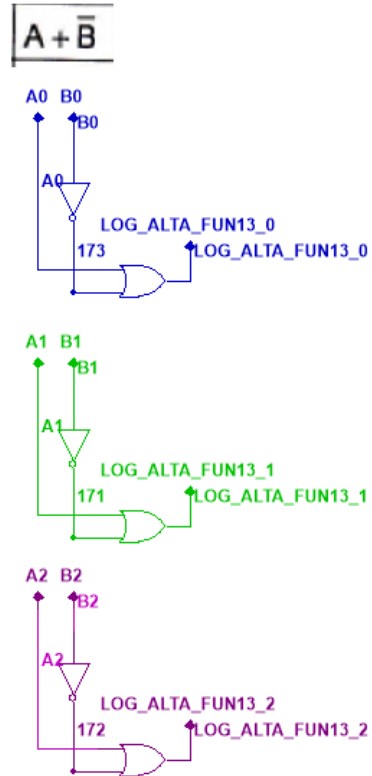 A + B̅
A0 B0
B0
A0
LOG_ALTA_FUN13_0
173 LOG_ALTA_FUN13_0
A1 B1
B1
A1
LOG_ALTA_FUN13_1
171 LOG_ALTA_FUN13_1
A2 B2
B2
A2
LOG_ALTA_FUN13_2
172 LOG_ALTA_FUN13_2